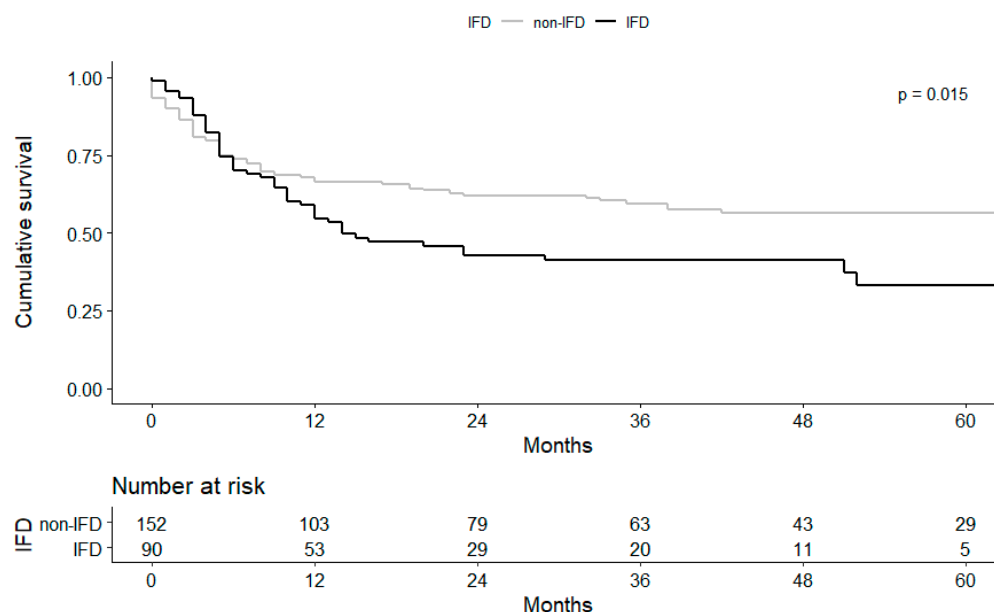 IFD non-IFD IFD
p = 0.015
Cumulative survival
1.00
0.75
0.50
0.25
0.00
0 12 24 36 48 60
Months
Number at risk
IFD
non-IFD 152 103 79 63 43 29
IFD 90 53 29 20 11 5
0 12 24 36 48 60
Months